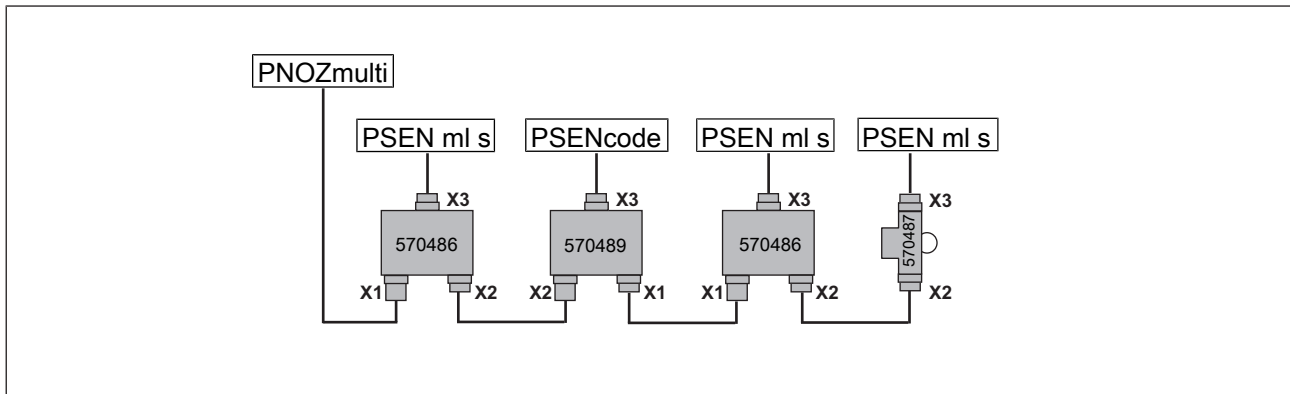 PNOZmulti
PSEN ml s
PSENcode
PSEN ml s
PSEN ml s
X3
X3
X3
X3
570486
570489
570486
570487
X1
X2
X2
X1
X1
X2
X2